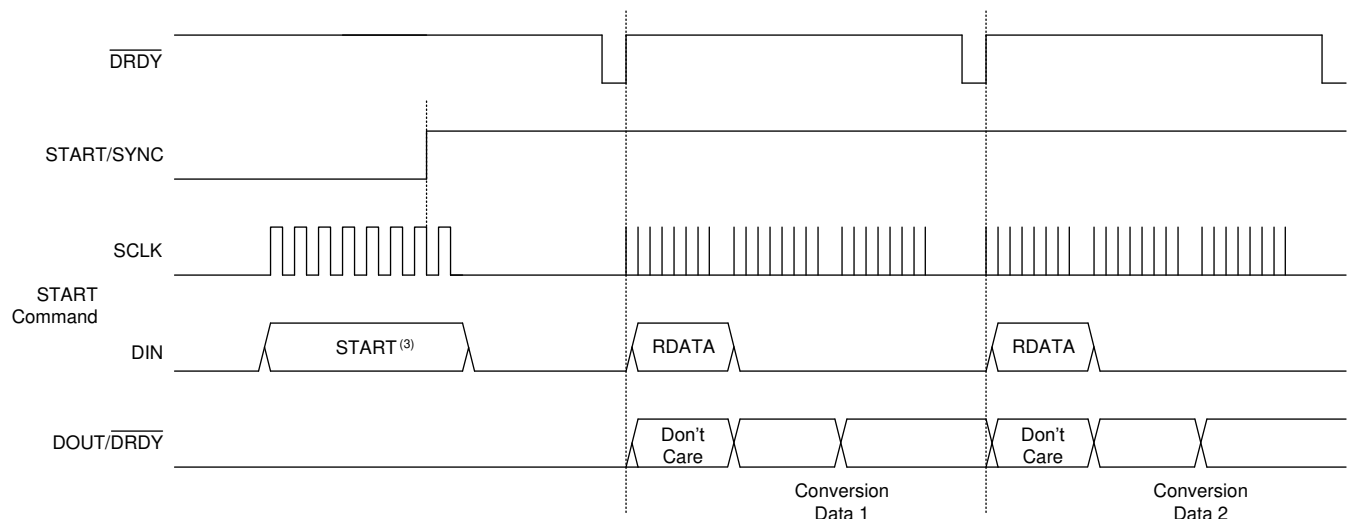 DRDY
START/SYNC
SCLK
START
Command
DIN
START (3)
RDATA
RDATA
DOUT/DRDY
Don't
Care
Don't
Care
Conversion
Data 1
Conversion
Data 2